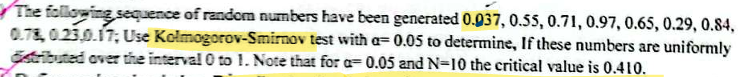 The following sequence of random numbers have been generated 0.037, 0.55, 0.71, 0.97, 0.65, 0.29, 0.84,
0.78, 0.23,0.17; Use Kolmogorov-Smirnov test with α= 0.05 to determine, If these numbers are uniformly
distributed over the interval 0 to 1. Note that for α= 0.05 and N=10 the critical value is 0.410.